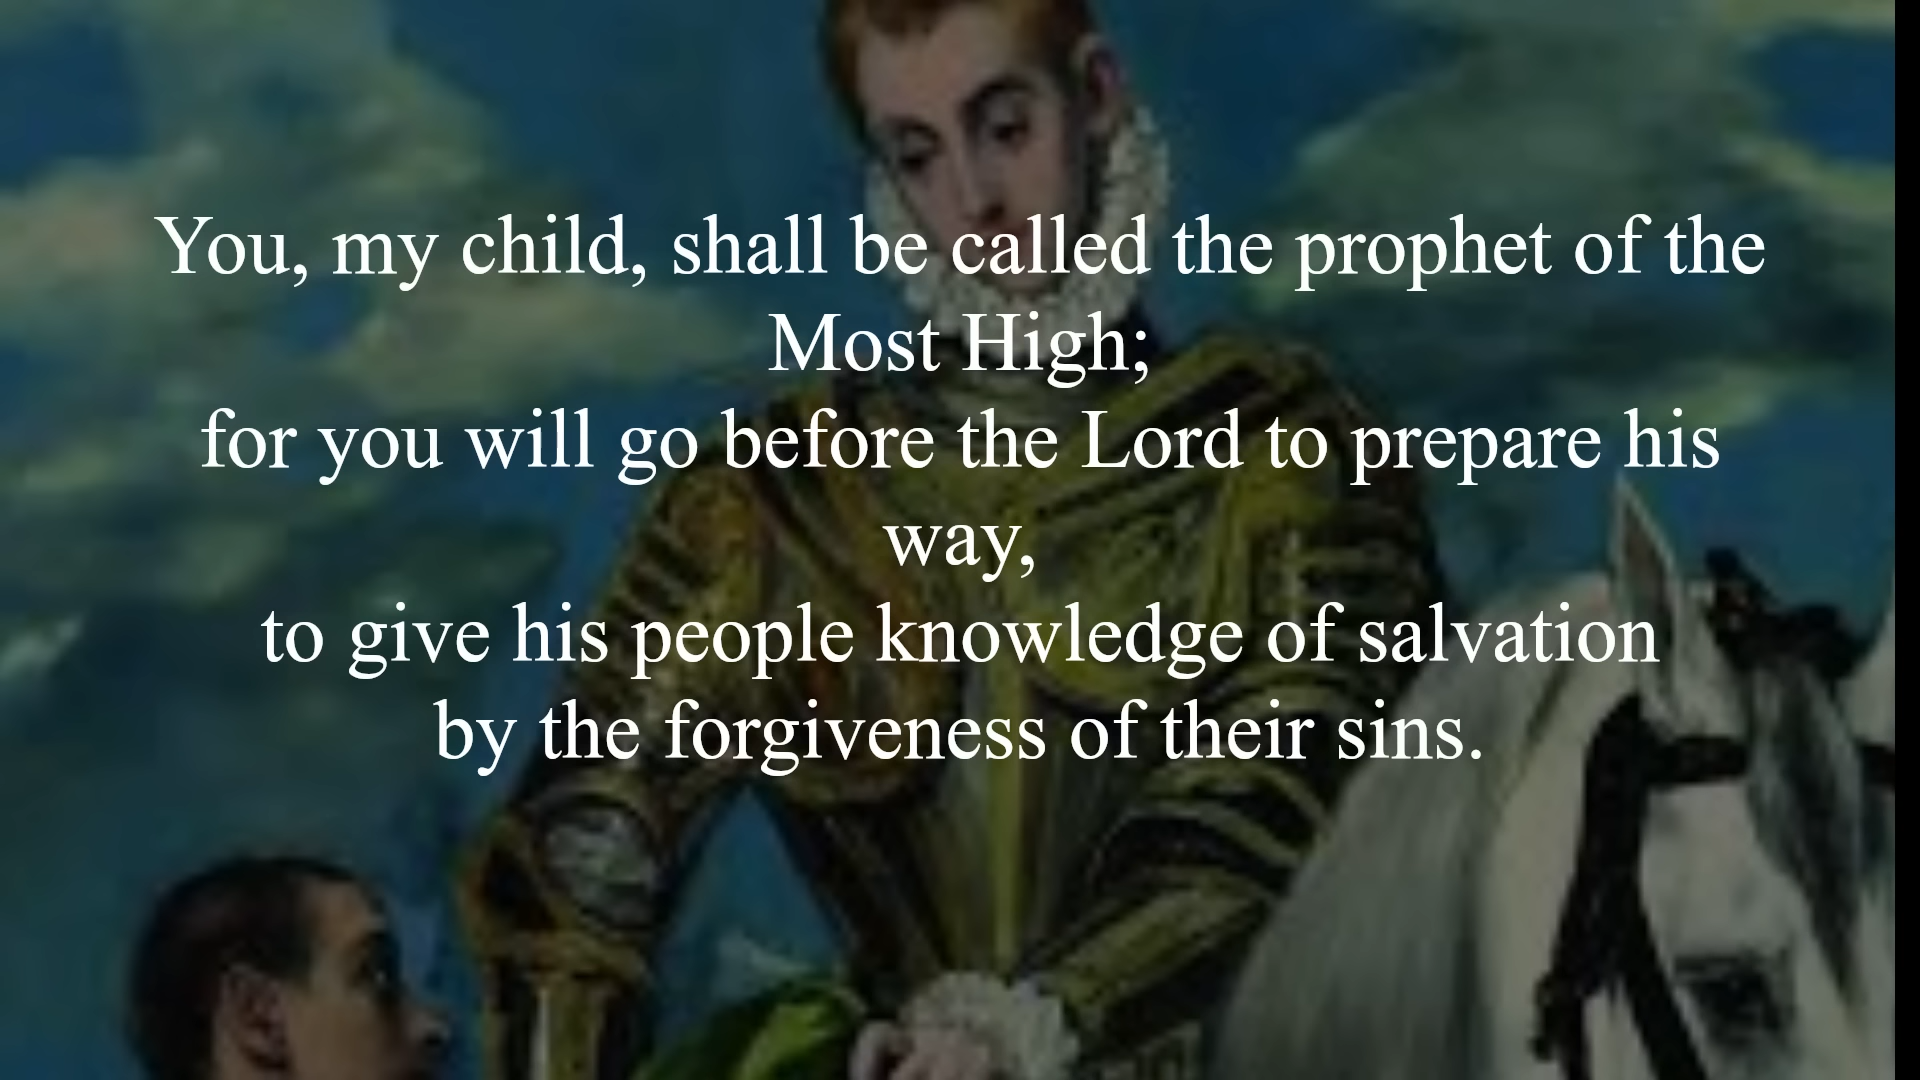 You, my child, shall be called the prophet of the
Most High;
for you will go before the Lord to prepare his
way,
to give his people knowledge of salvation
by the forgiveness of their sins.